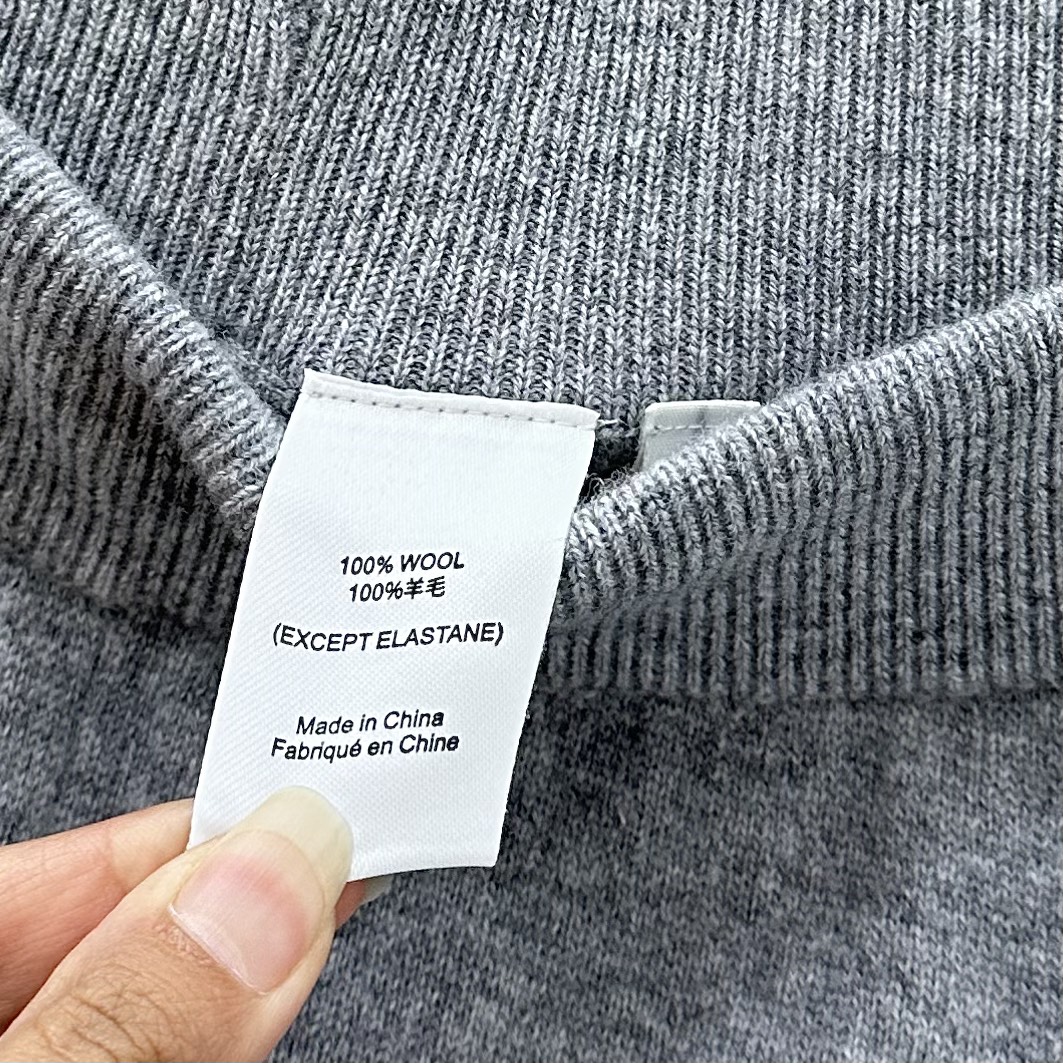 100% WOOL
100%羊毛
(EXCEPT ELASTANE)
Made in China
Fabriqué en Chine